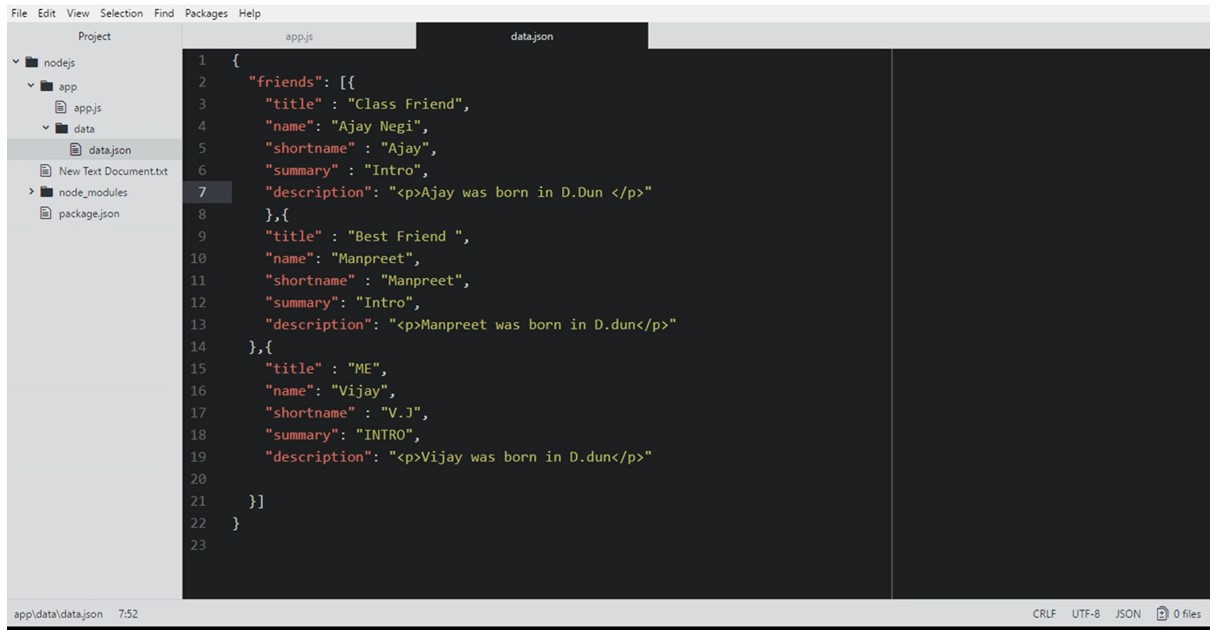 File Edit View Selection Find Packages Help
Project
app.js
data.json
nodejs
app
app.js
data
data.json
New Text Document.txt
node_modules
package.json
1 {
2 "friends": [{
3 "title" : "Class Friend",
4 "name": "Ajay Negi",
5 "shortname" : "Ajay",
6 "summary" : "Intro",
7 "description": "<p>Ajay was born in D.Dun </p>"
8 },{
9 "title" : "Best Friend ",
10 "name": "Manpreet",
11 "shortname" : "Manpreet",
12 "summary": "Intro",
13 "description": "<p>Manpreet was born in D.dun</p>"
14 },{
15 "title" : "ME",
16 "name": "Vijay",
17 "shortname" : "V.J",
18 "summary": "INTRO",
19 "description": "<p>Vijay was born in D.dun</p>"
20
21 }]
22 }
23
app\data\data.json 7:52 CRLF UTF-8 JSON 0 files